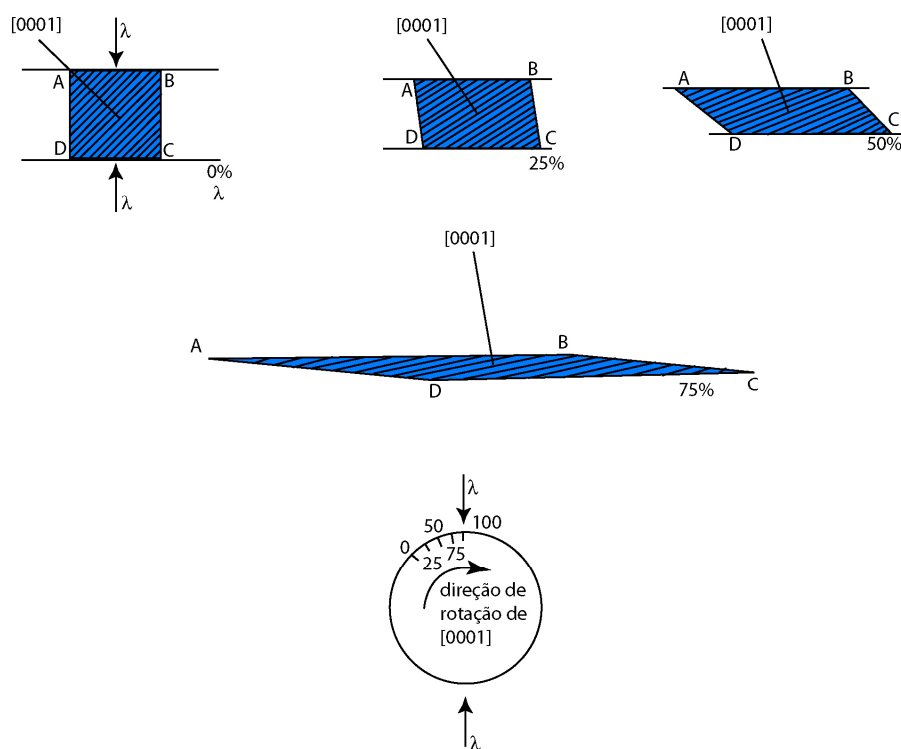 [0001]
λ
A
B
D
C
0%
λ
λ
[0001]
B
A
D
C
25%
[0001]
A
B
C
D
50%
[0001]
A
B
D
C
75%
λ
0
25
50
75
100
direção de
rotação de
[0001]
λ